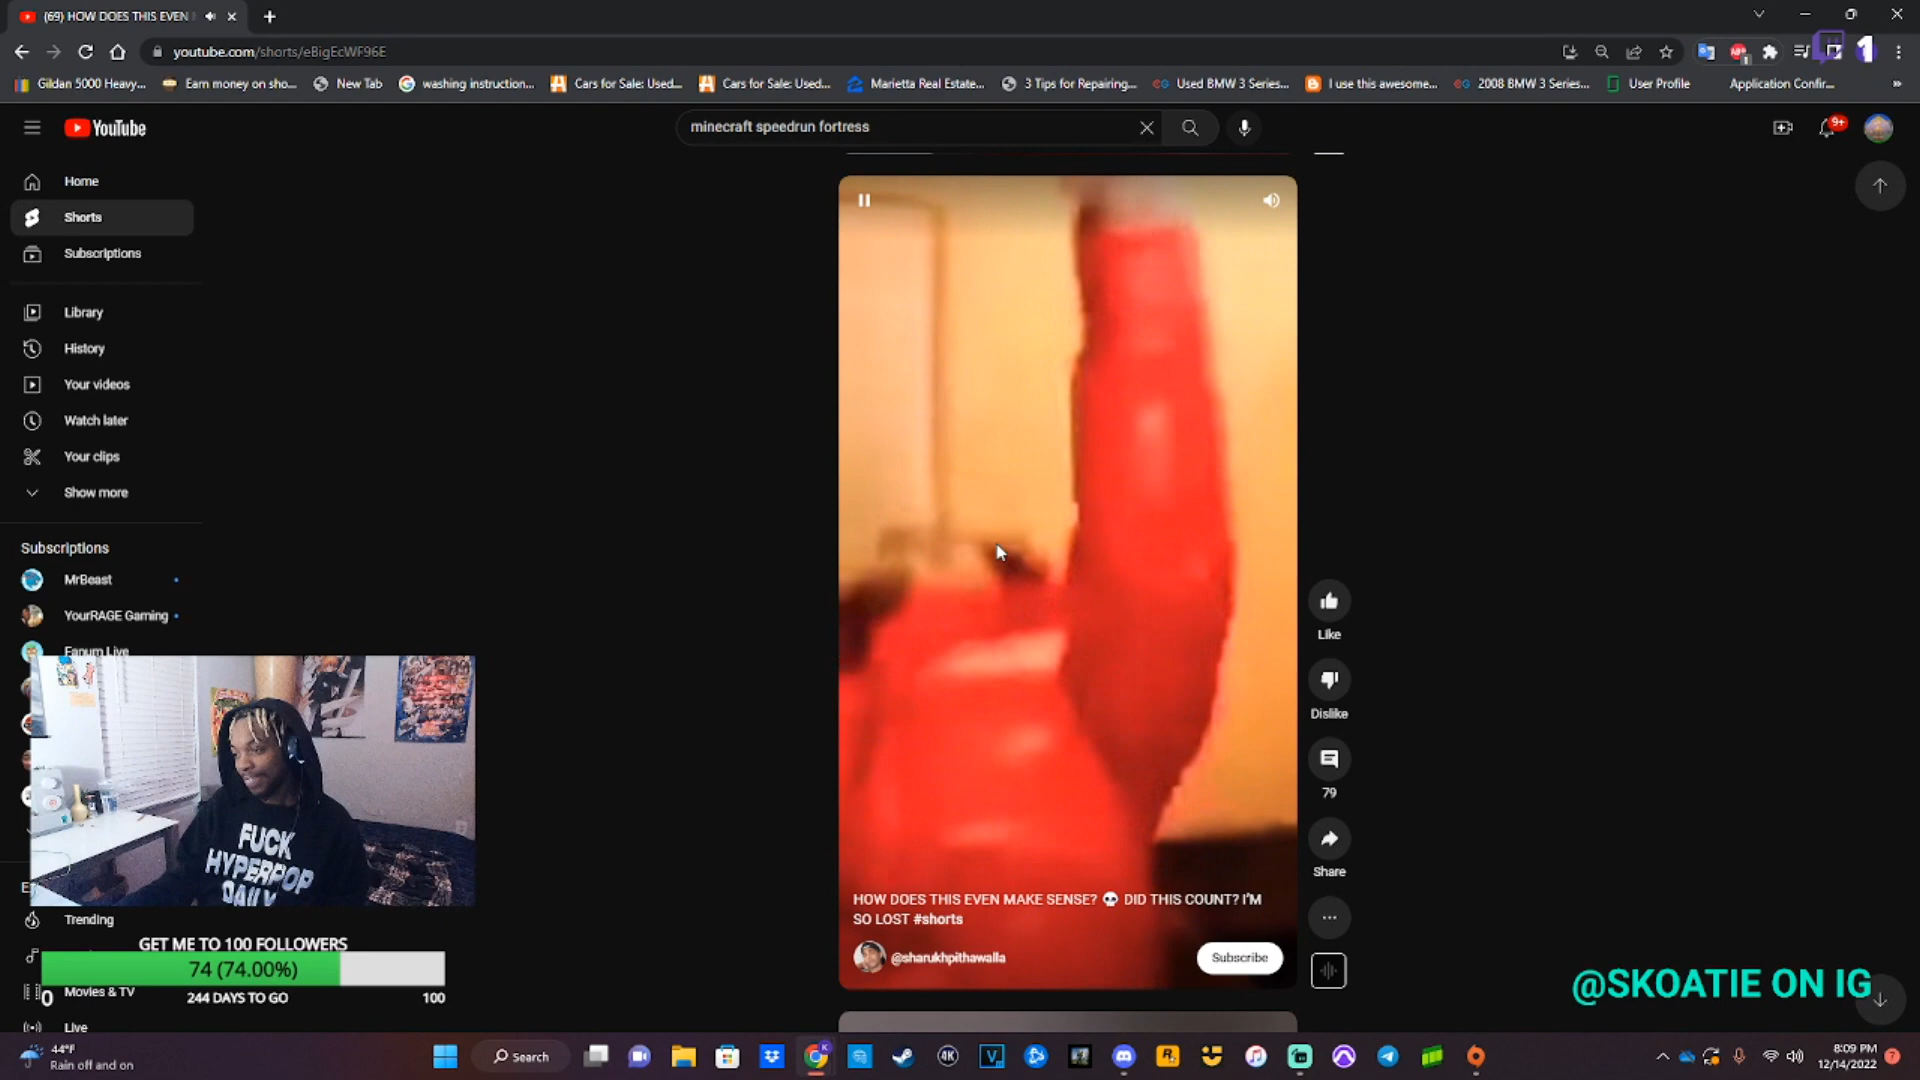 (69) HOW DOES THIS EVEN
youtube.com/shorts/eBigEcWF96E
Gildan 5000 Heavy...
Earn money on sho...
New Tab
washing instruction...
Cars for Sale: Used...
Cars for Sale: Used...
Marietta Real Estate...
3 Tips for Repairing...
Used BMW 3 Series...
I use this awesome...
2008 BMW 3 Series...
User Profile
Application Confir...
YouTube
minecraft speedrun fortress
9+
Home
Shorts
Subscriptions
Library
History
Your videos
Watch later
Your clips
Show more
Subscriptions
MrBeast
YourRAGE Gaming
Fanum Live
FUCK
HYPERPOP
DAILY
Trending
GET ME TO 100 FOLLOWERS
74 (74.00%)
0
244 DAYS TO GO
100
Movies & TV
Live
Like
Dislike
79
Share
HOW DOES THIS EVEN MAKE SENSE? 💀 DID THIS COUNT? I'M
SO LOST #shorts
@sharukhpithawalla
Subscribe
@SKOATIE ON IG
44°F
Rain off and on
Search
8:09 PM
12/14/2022
7